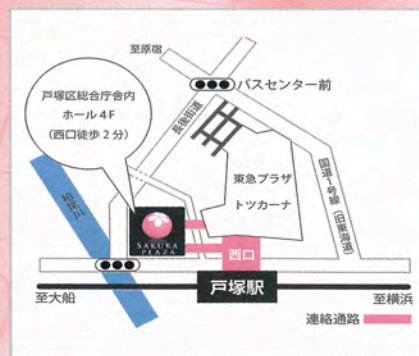 至原宿
バスセンター前
戸塚区総合庁舎内
ホール4F
（西口徒歩2分）
長後街道
東急プラザ
トツカーナ
国道1号線（旧東海道）
柏尾川
SAKURA
PLAZA
西口
戸塚駅
至大船
至横浜
連絡通路